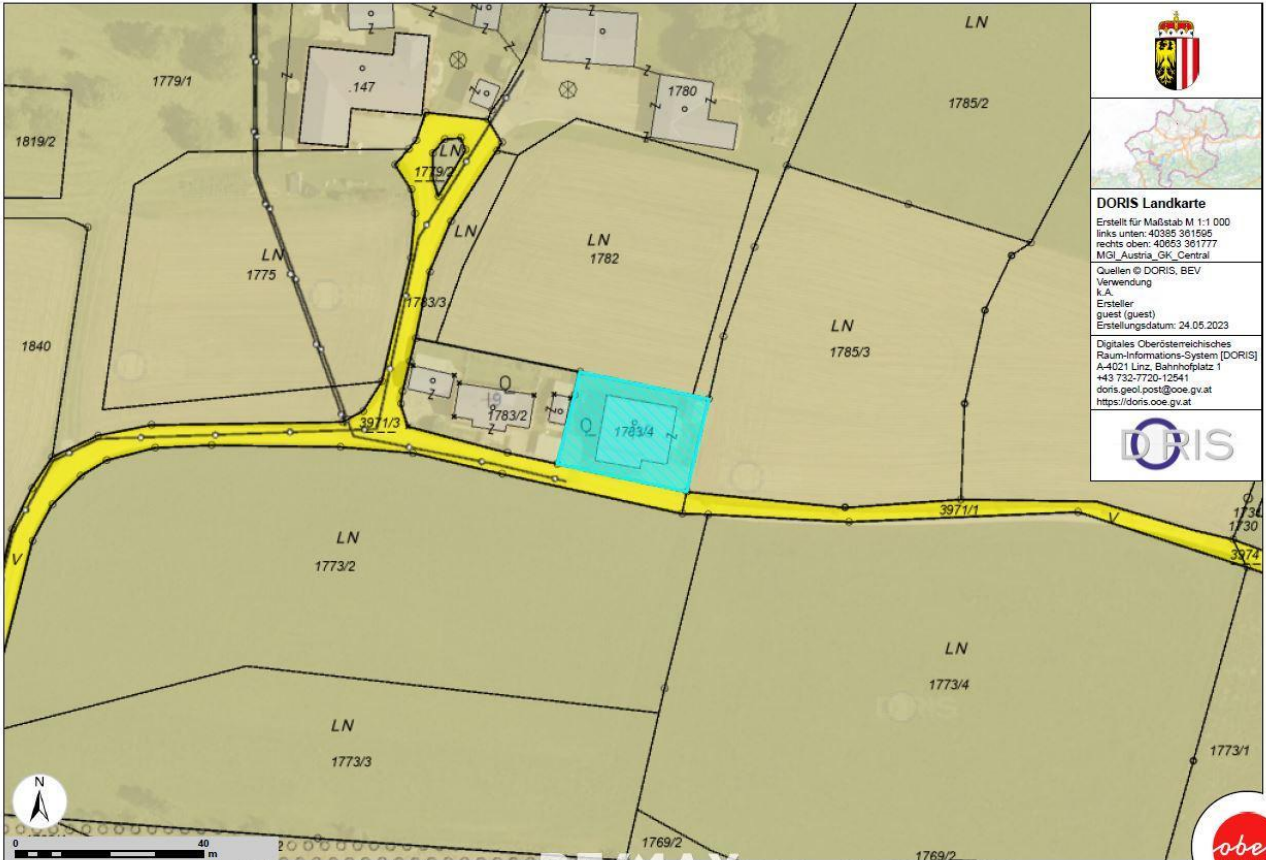 LN
1779/1
.147
1780
1785/2
1819/2
LN
1779/2
LN
LN
1782
LN
1775
1783/3
LN
1785/3
1840
Q
1783/2
Q
1783/4
3971/3
3971/1
V
1730
3974
V
LN
1773/2
LN
1773/4
LN
1773/3
1773/1
1769/2
1769/2
N
0 40
m
DORIS Landkarte
Erstellt für Maßstab M 1:1 000
links unten: 40385 361595
rechts oben: 40653 361777
MGI_Austria_GK_Central
Quellen © DORIS, BEV
Verwendung
k.A.
Ersteller
guest (guest)
Erstellungsdatum: 24.05.2023
Digitales Oberösterreichisches
Raum-Informations-System [DORIS]
A-4021 Linz, Bahnhofplatz 1
+43 732-7720-12541
doris.geol.post@ooe.gv.at
https://doris.ooe.gv.at
DORIS
RE/MAX
obe